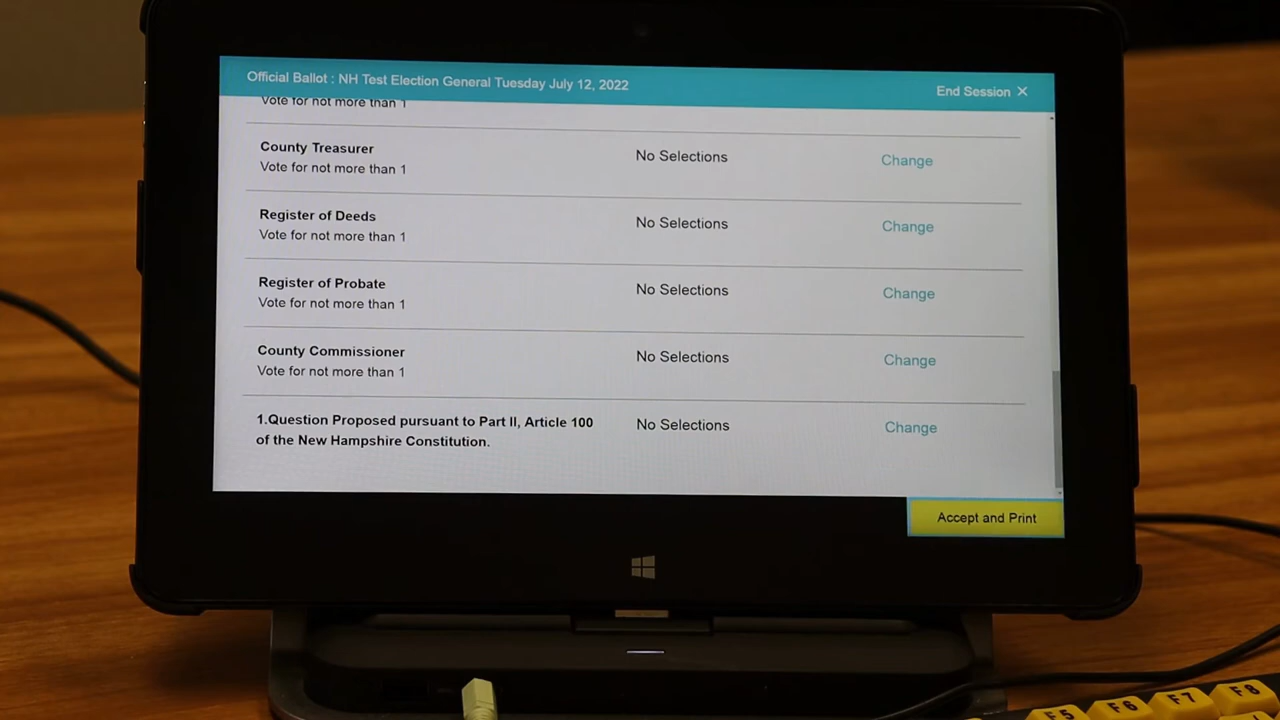 Official Ballot : NH Test Election General Tuesday July 12, 2022
End Session ✕
Vote for not more than 1
County Treasurer
Vote for not more than 1
No Selections
Change
Register of Deeds
Vote for not more than 1
No Selections
Change
Register of Probate
Vote for not more than 1
No Selections
Change
County Commissioner
Vote for not more than 1
No Selections
Change
1.Question Proposed pursuant to Part II, Article 100
of the New Hampshire Constitution.
No Selections
Change
Accept and Print
F5 F6 F7 F8